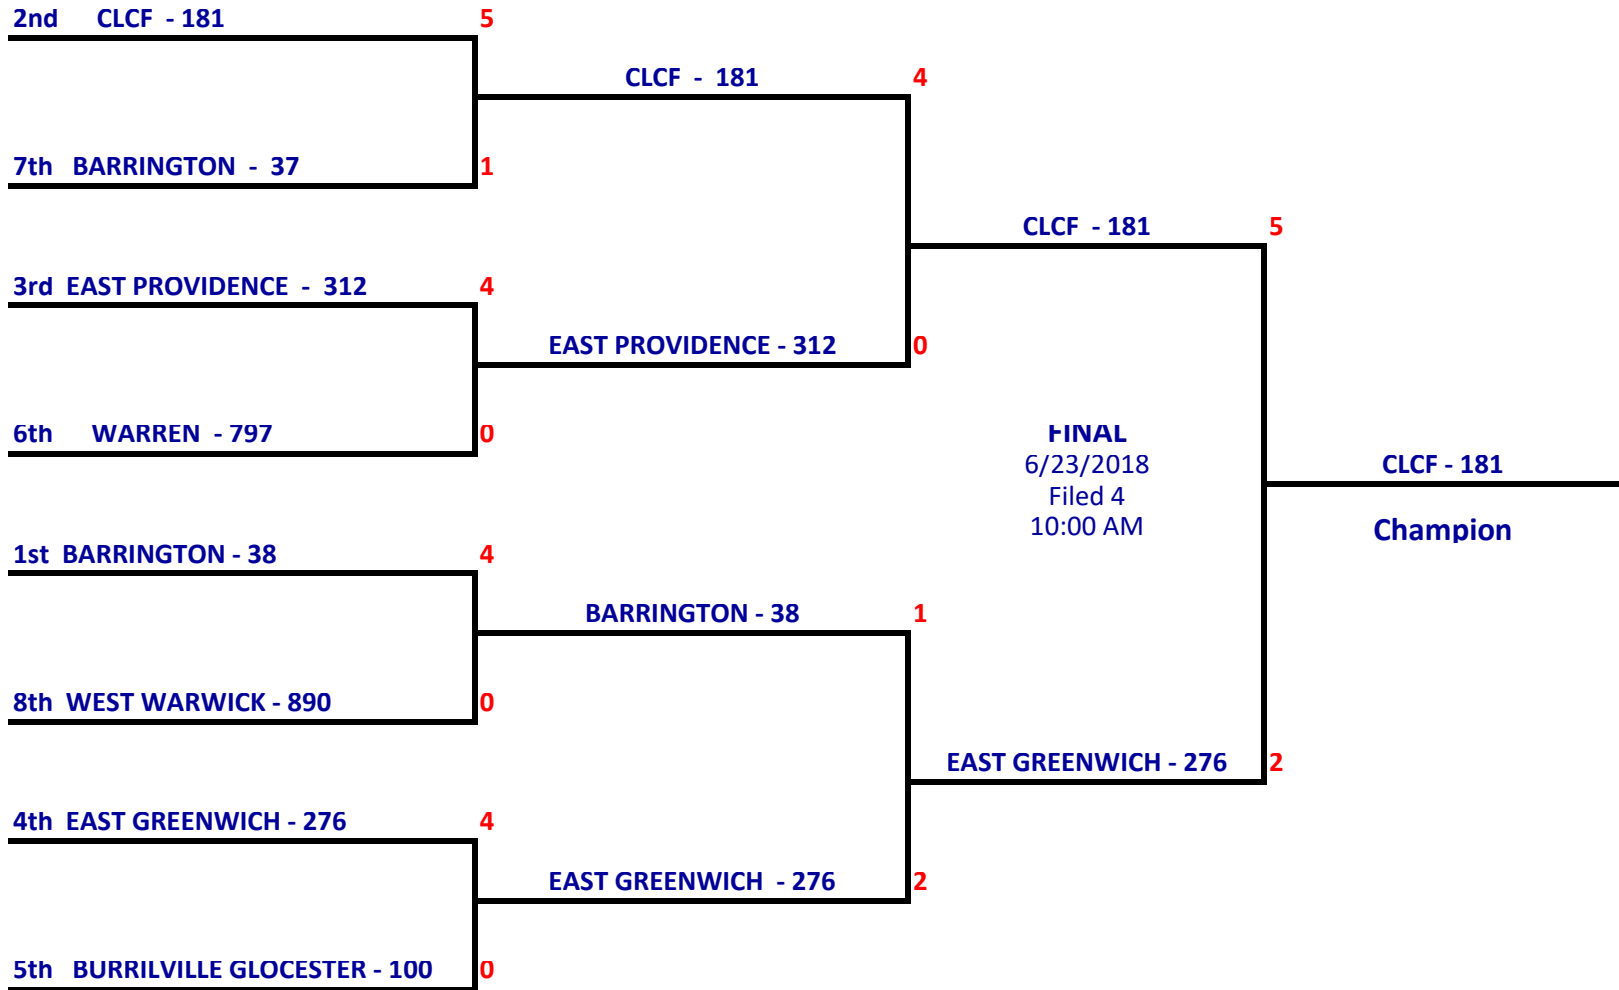 2nd CLCF - 181 5
CLCF - 181 4
7th BARRINGTON - 37 1
CLCF - 181 5
3rd EAST PROVIDENCE - 312 4
EAST PROVIDENCE - 312 0
6th WARREN - 797 0
FINAL
6/23/2018
Filed 4
10:00 AM
CLCF - 181
Champion
1st BARRINGTON - 38 4
BARRINGTON - 38 1
8th WEST WARWICK - 890 0
EAST GREENWICH - 276 2
4th EAST GREENWICH - 276 4
EAST GREENWICH - 276 2
5th BURRILVILLE GLOCESTER - 100 0